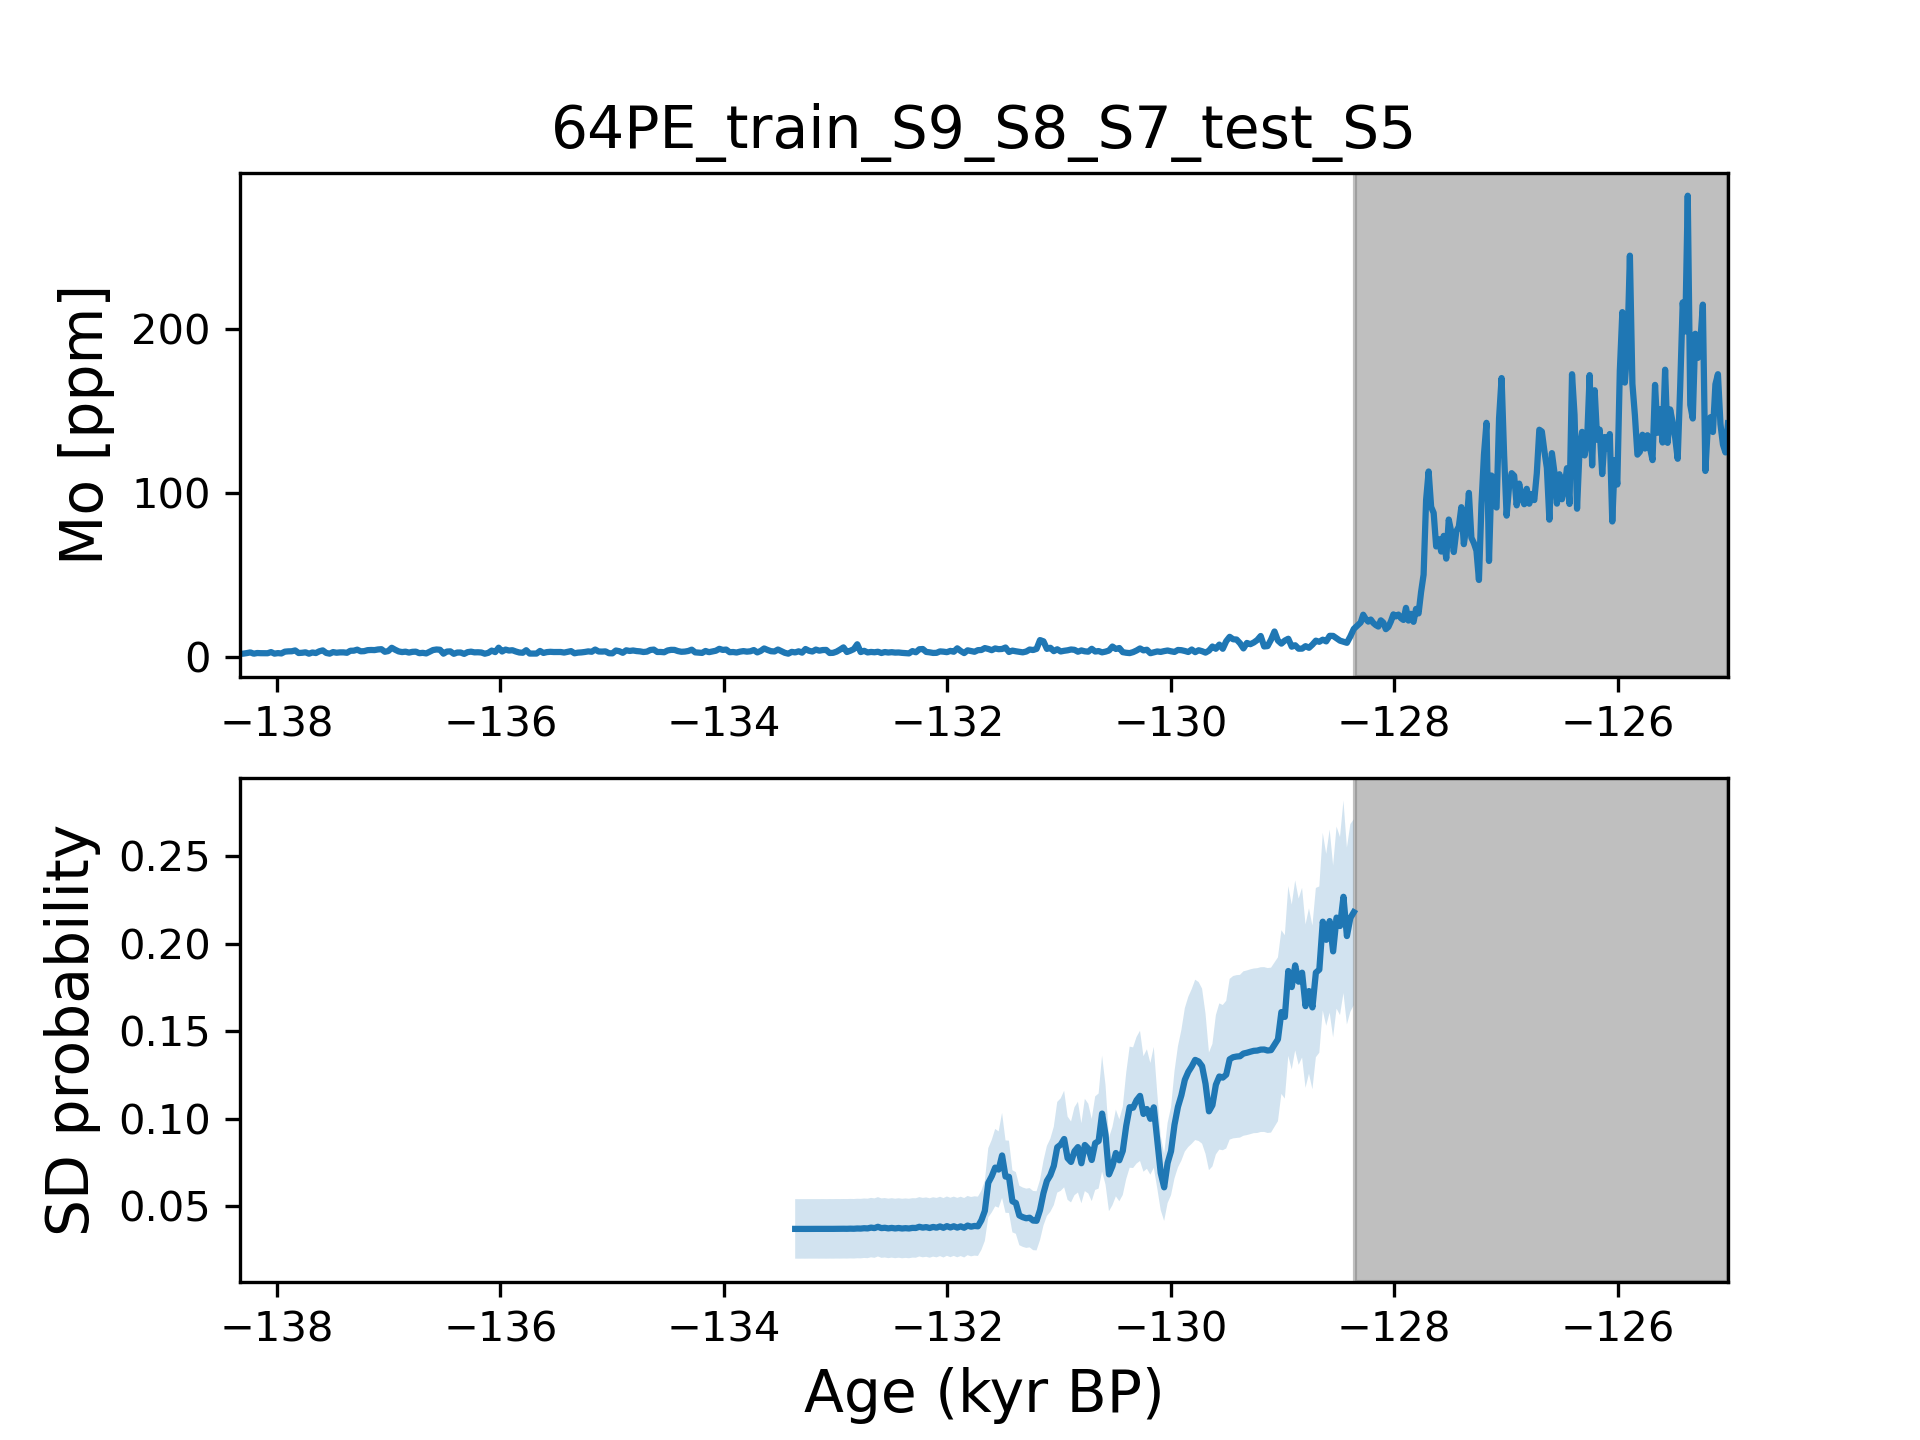 64PE_train_S9_S8_S7_test_S5
Mo [ppm]
200
100
0
−138 −136 −134 −132 −130 −128 −126
SD probability
0.25
0.20
0.15
0.10
0.05
−138 −136 −134 −132 −130 −128 −126
Age (kyr BP)